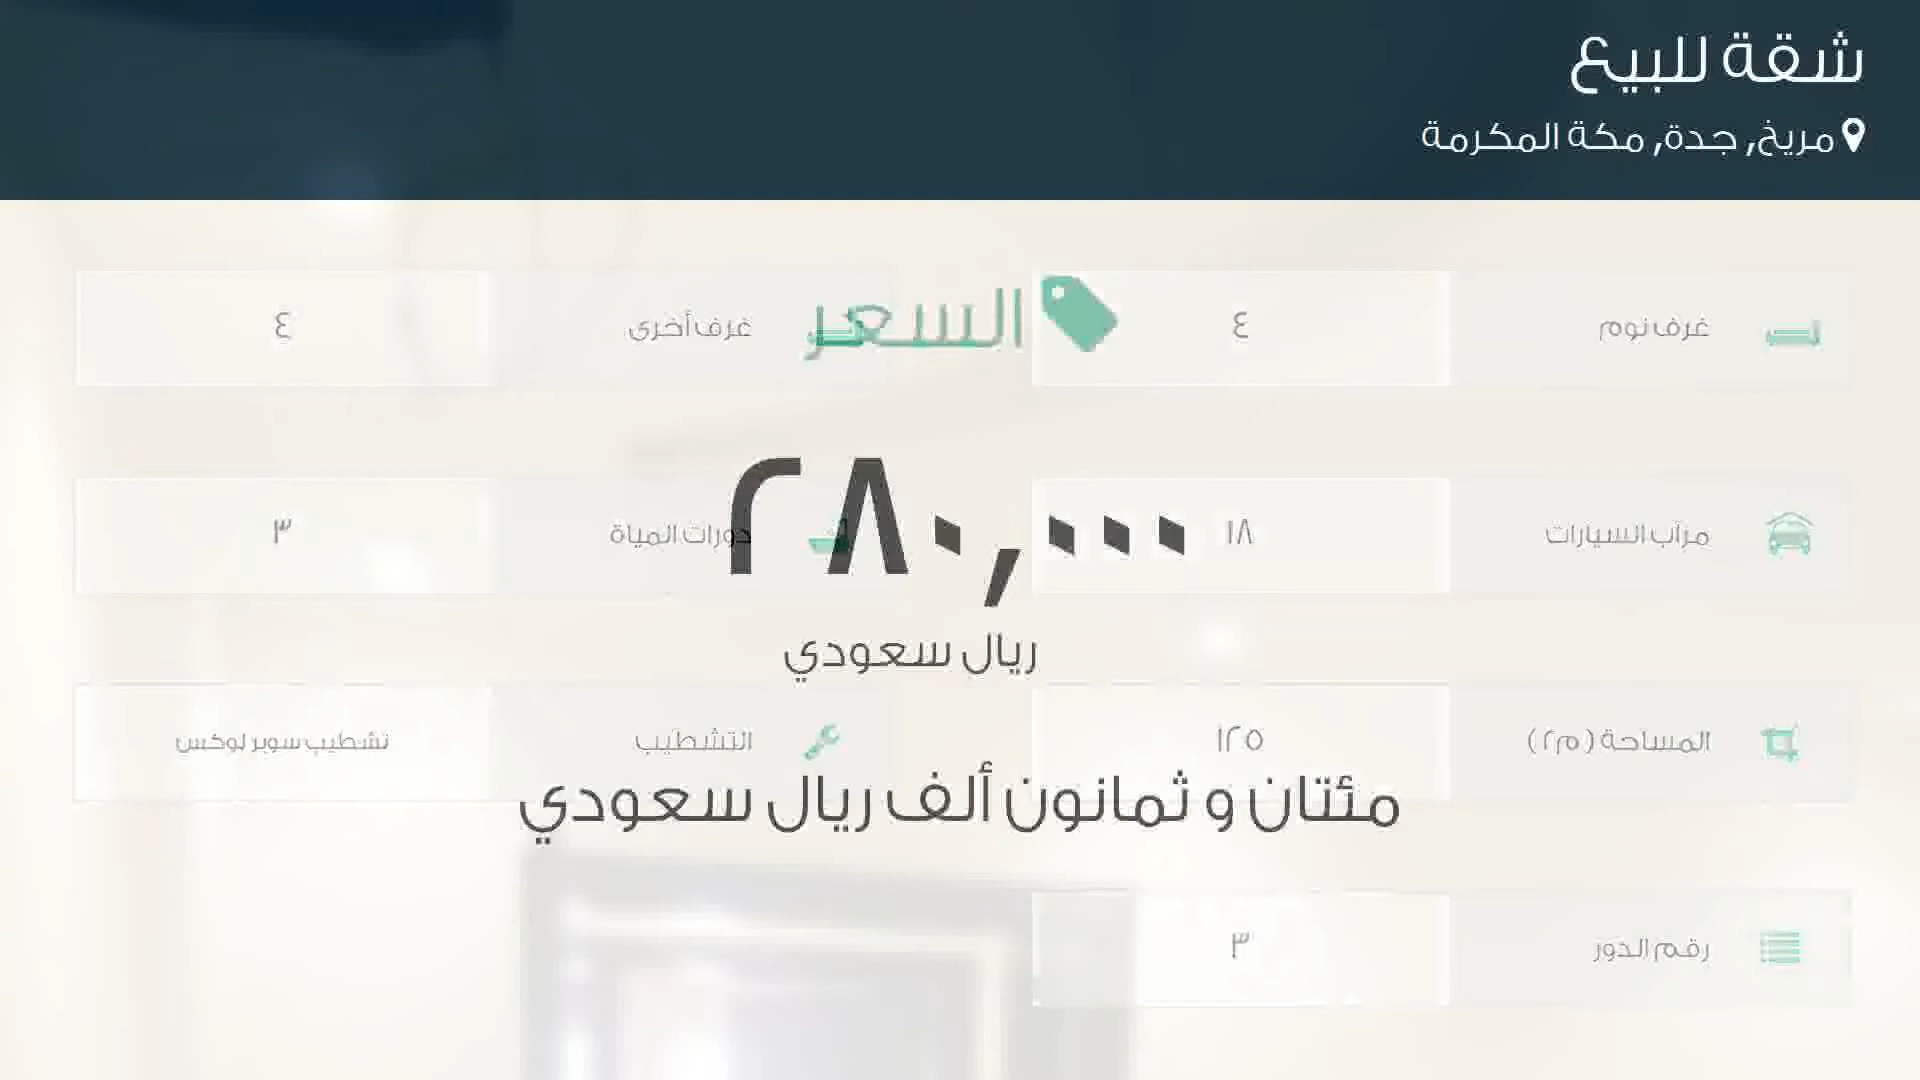 شقة للبيع
مريخ, جدة, مكة المكرمة
السعر
٢٨٠,٠٠٠
ريال سعودي
مئتان و ثمانون ألف ريال سعودي
غرف نوم ٤
غرف أخرى ٤
مرآب السيارات ١٨
دورات المياة ٣
المساحة (م٢) ١٢٥
التشطيب تشطيب سوبر لوكس
رقم الدور ٣